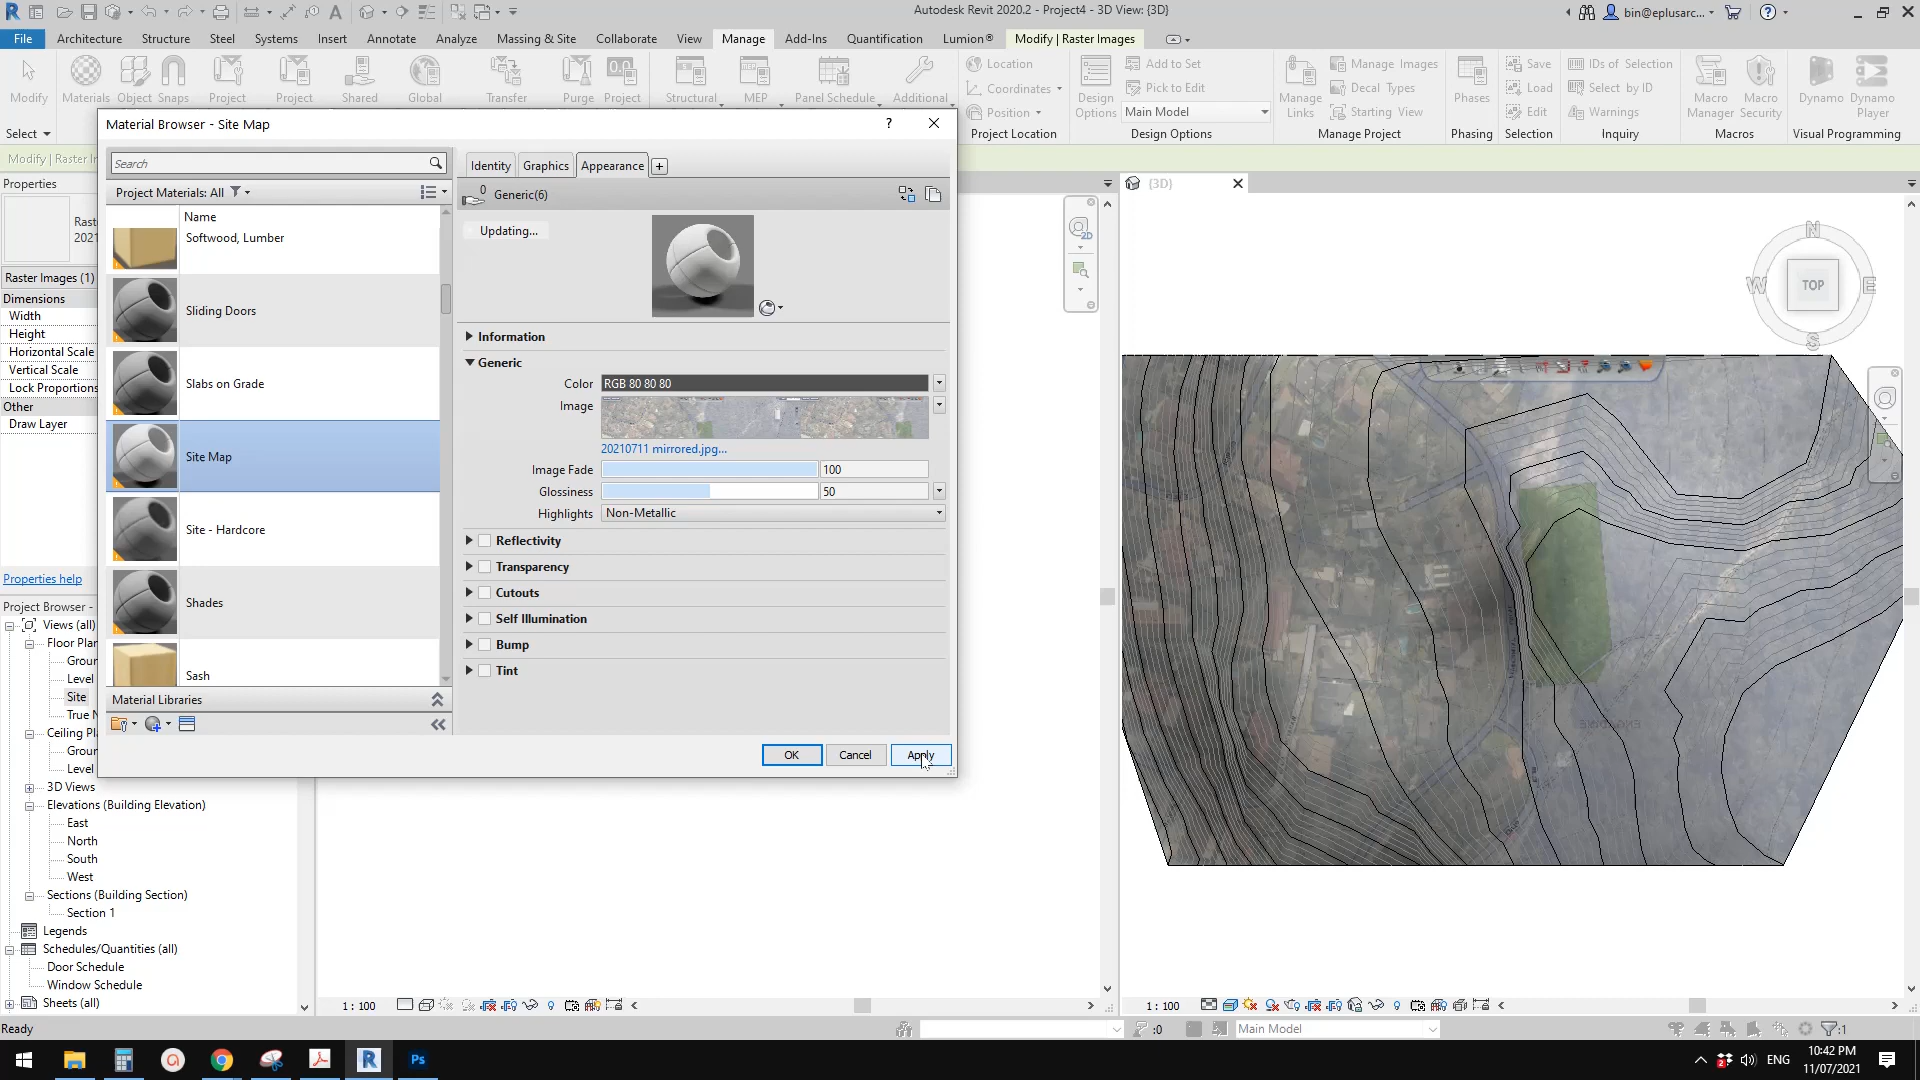 Autodesk Revit 2020.2 - Project4 - 3D View: {3D}
bin@eplusarc...
File Architecture Structure Steel Systems Insert Annotate Analyze Massing & Site Collaborate View Manage Add-Ins Quantification Lumion® Modify | Raster Images
Modify Materials Object Snaps Project Project Shared Global Transfer Purge Project Structural MEP Panel Schedule Additional
Location
Coordinates
Position
Design
Options
Add to Set
Pick to Edit
Main Model
Manage
Links
Manage Images
Decal Types
Starting View
Phases
Save
Load
Edit
IDs of Selection
Select by ID
Warnings
Macro
Manager
Macro
Security
Dynamo
Dynamo
Player
Select
Project Location Design Options Manage Project Phasing Selection Inquiry Macros Visual Programming
Modify | Raster
Properties
Rast
2021
Raster Images (1)
Dimensions
Width
Height
Horizontal Scale
Vertical Scale
Lock Proportions
Other
Draw Layer
Properties help
Project Browser -
Views (all)
Floor Plan
Groun
Level
Site
True N
Ceiling Pl
Groun
Level
3D Views
Elevations (Building Elevation)
East
North
South
West
Sections (Building Section)
Section 1
Legends
Schedules/Quantities (all)
Door Schedule
Window Schedule
Sheets (all)
Material Browser - Site Map
?
Search
Project Materials: All
Name
Softwood, Lumber
Sliding Doors
Slabs on Grade
Site Map
Site - Hardcore
Shades
Sash
Material Libraries
Identity Graphics Appearance +
0
Generic(6)
Updating...
Information
Generic
Color RGB 80 80 80
Image
20210711 mirrored.jpg...
Image Fade 100
Glossiness 50
Highlights Non-Metallic
Reflectivity
Transparency
Cutouts
Self Illumination
Bump
Tint
OK Cancel Apply
2D
{3D}
N
W TOP E
S
1 : 100
1 : 100
Ready
:0
Main Model
:1
ENG
10:42 PM
11/07/2021